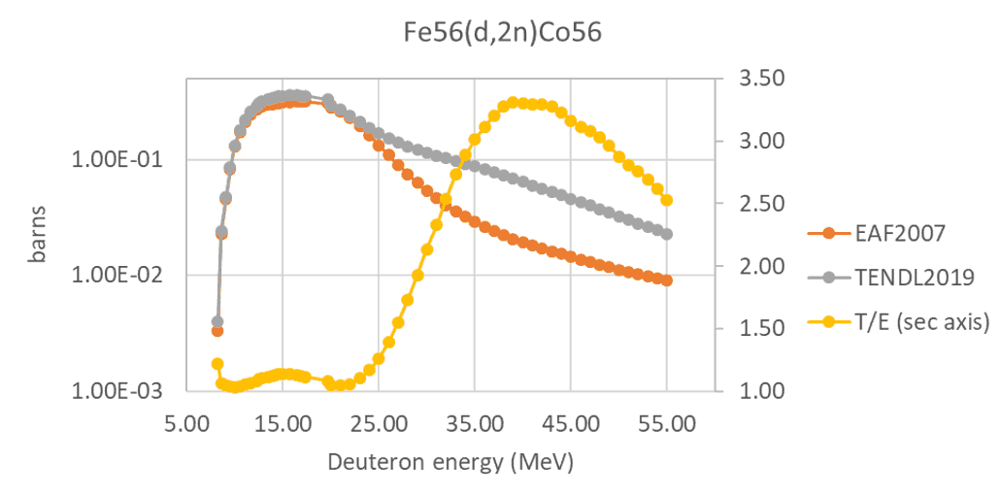 Fe56(d,2n)Co56
3.50
1.00E-01
3.00
2.50
barns
1.00E-02
2.00
1.50
1.00E-03
1.00
5.00 15.00 25.00 35.00 45.00 55.00
Deuteron energy (MeV)
EAF2007
TENDL2019
T/E (sec axis)